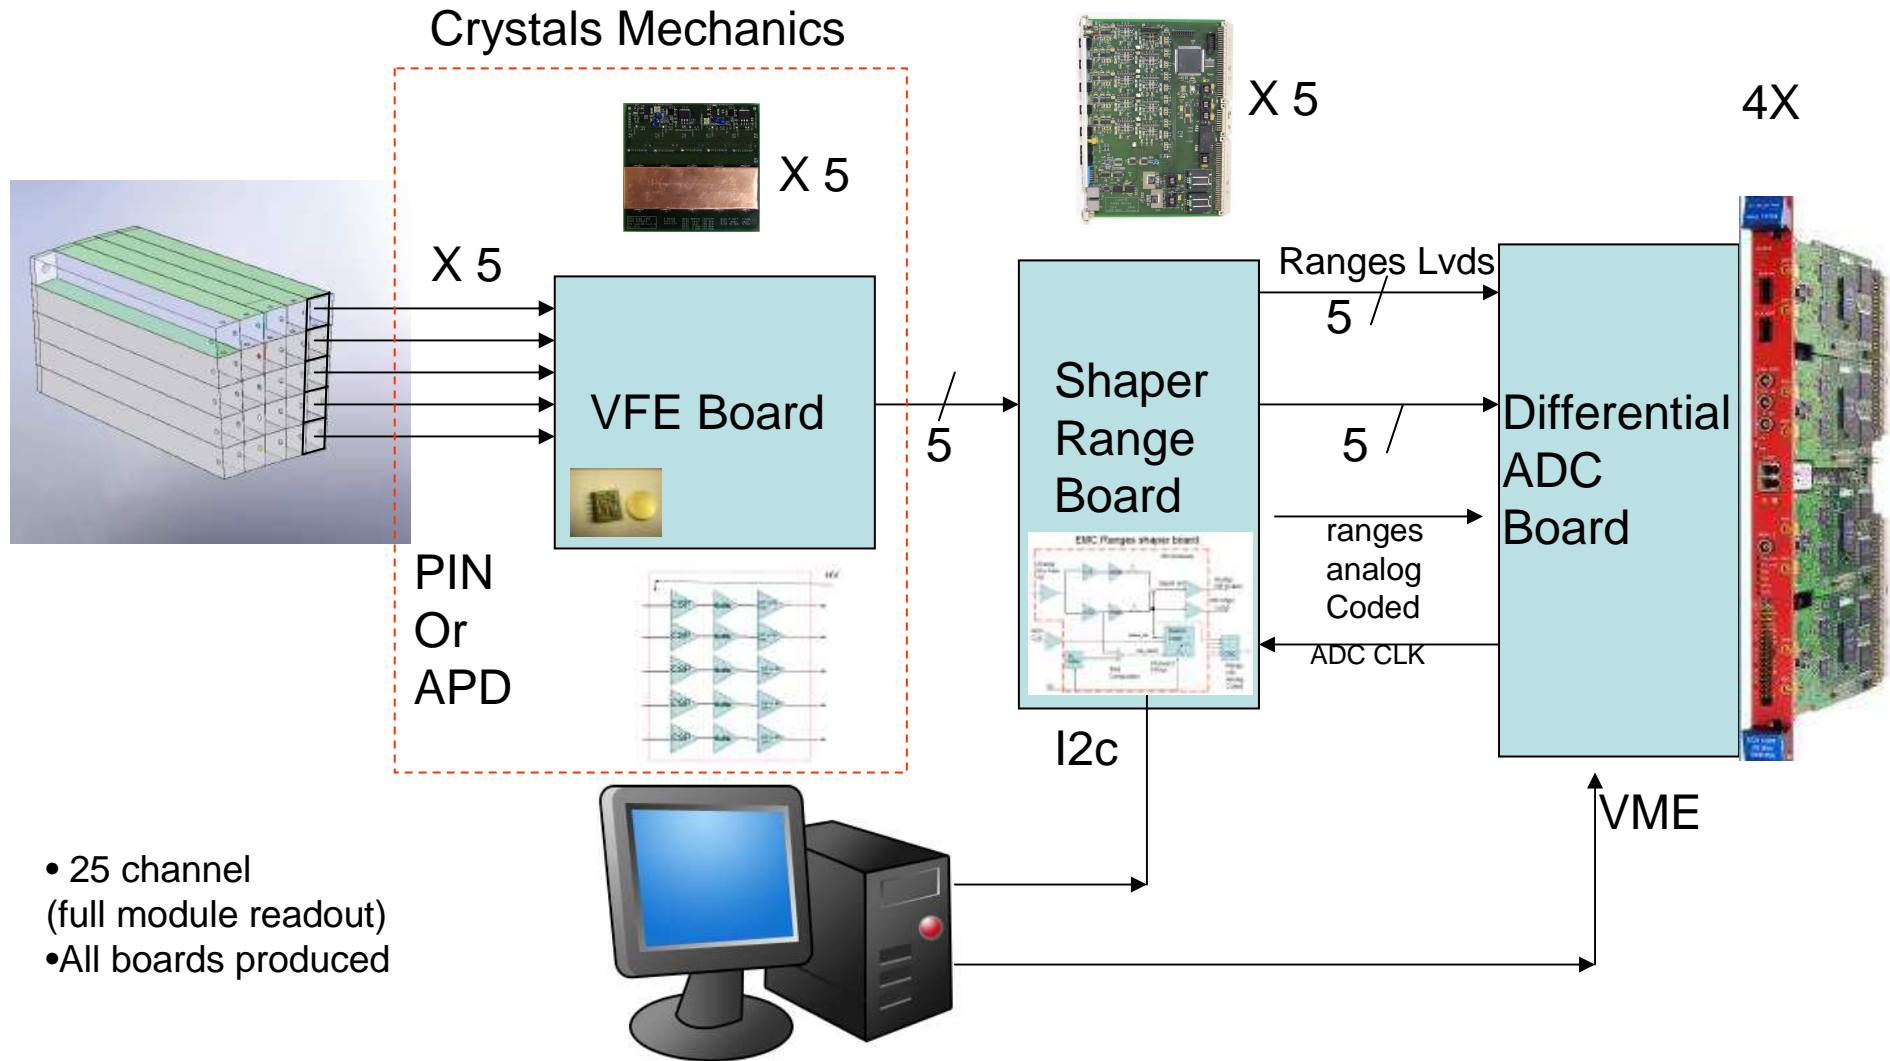 Crystals Mechanics
X 5
X 5
4X
X 5
Ranges Lvds
5
VFE Board
5
Shaper
Range
Board
5
Differential
ADC
Board
ranges
analog
Coded
ADC CLK
EMC Ranges shaper board
PIN
Or
APD
I2c
VME
• 25 channel
(full module readout)
•All boards produced